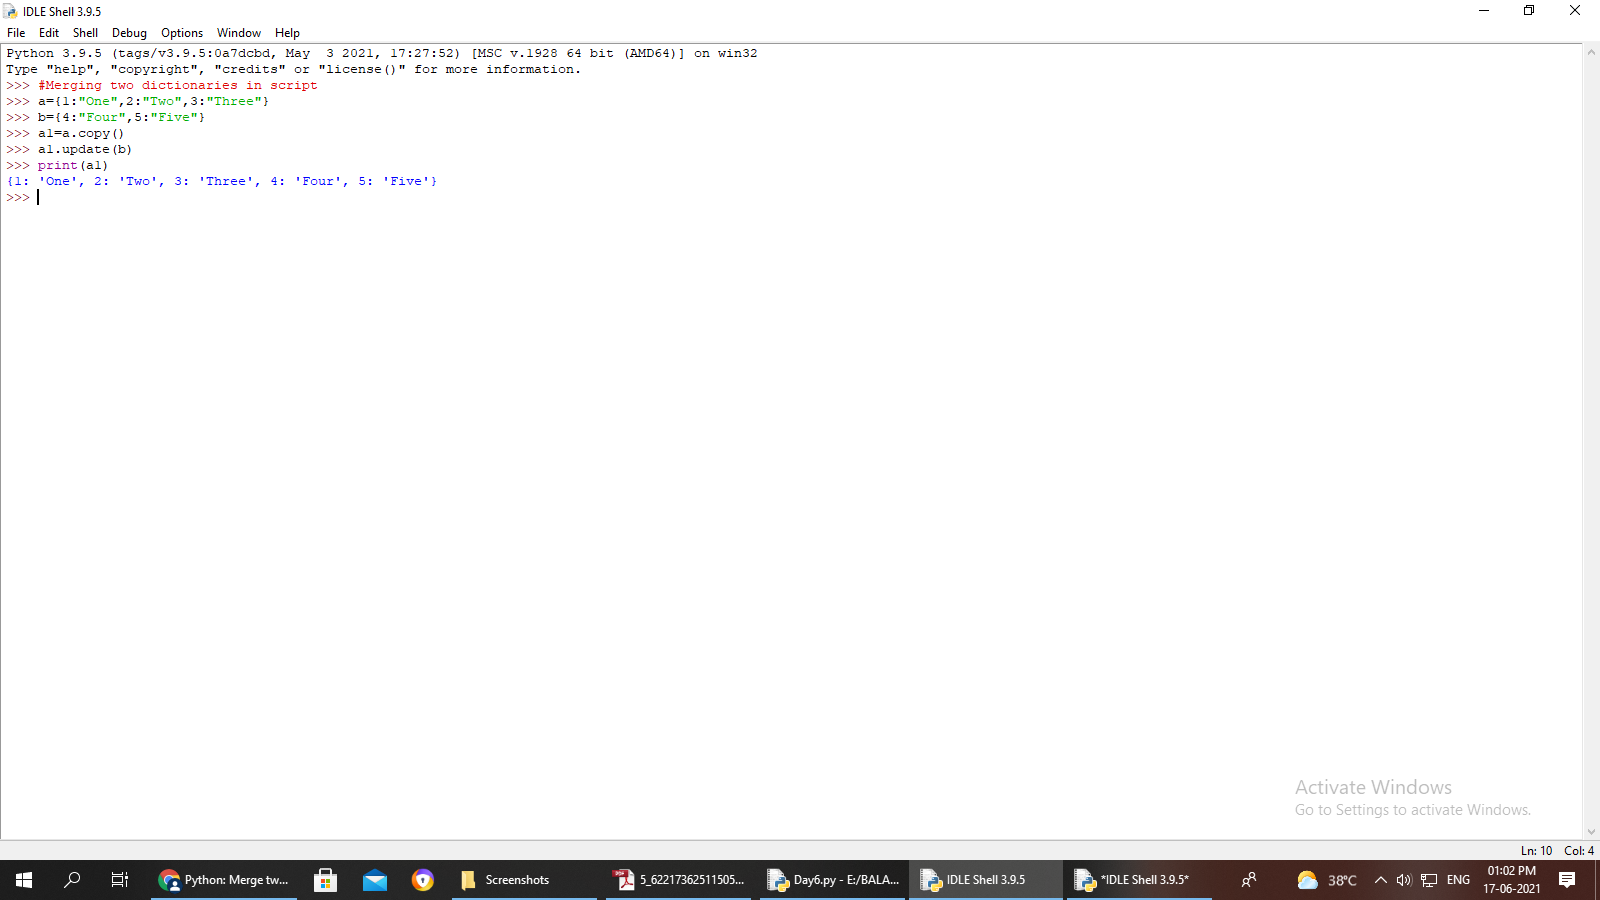 IDLE Shell 3.9.5
File Edit Shell Debug Options Window Help
Python 3.9.5 (tags/v3.9.5:0a7dcbd, May  3 2021, 17:27:52) [MSC v.1928 64 bit (AMD64)] on win32
Type "help", "copyright", "credits" or "license()" for more information.
>>> #Merging two dictionaries in script
>>> a={1:"One",2:"Two",3:"Three"}
>>> b={4:"Four",5:"Five"}
>>> a1=a.copy()
>>> a1.update(b)
>>> print(a1)
{1: 'One', 2: 'Two', 3: 'Three', 4: 'Four', 5: 'Five'}
>>>
Activate Windows
Go to Settings to activate Windows.
Ln: 10 Col: 4
Python: Merge tw... Screenshots 5_62217362511505... Day6.py - E:/BALA... IDLE Shell 3.9.5 *IDLE Shell 3.9.5* 38°C ENG 01:02 PM
17-06-2021